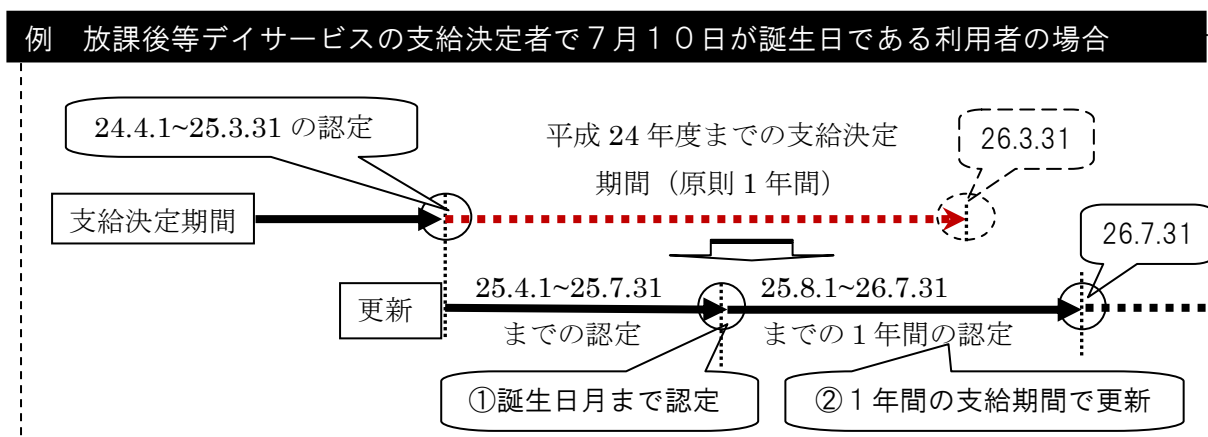 例　放課後等デイサービスの支給決定者で７月１０日が誕生日である利用者の場合
24.4.1~25.3.31 の認定
平成 24 年度までの支給決定
期間（原則 1 年間）
26.3.31
支給決定期間
26.7.31
更新
25.4.1~25.7.31
までの認定
25.8.1~26.7.31
までの 1 年間の認定
①誕生日月まで認定
②１年間の支給期間で更新